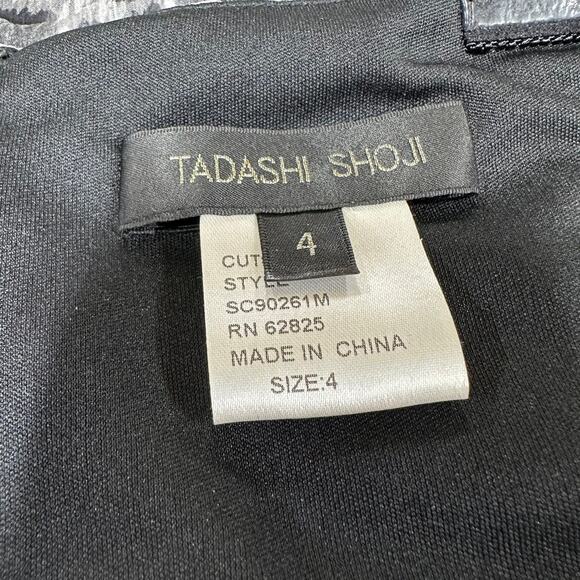 TADASHI SHOJI
4
CUT
STYLE
SC90261M
RN 62825
MADE IN CHINA
SIZE:4